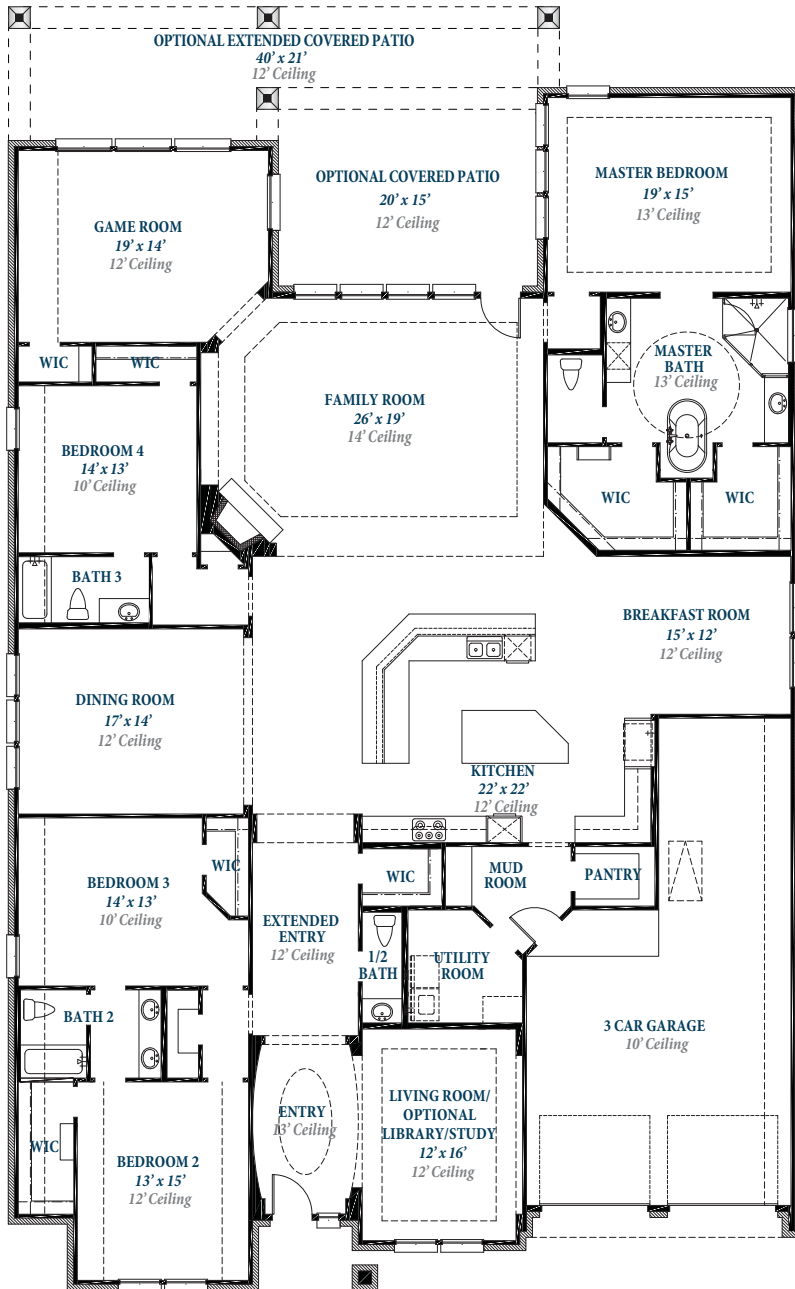 OPTIONAL EXTENDED COVERED PATIO
40' x 21'
12' Ceiling
OPTIONAL COVERED PATIO
20' x 15'
12' Ceiling
MASTER BEDROOM
19' x 15'
13' Ceiling
GAME ROOM
19' x 14'
12' Ceiling
WIC
WIC
MASTER
BATH
13' Ceiling
FAMILY ROOM
26' x 19'
14' Ceiling
BEDROOM 4
14' x 13'
10' Ceiling
WIC
WIC
BATH 3
BREAKFAST ROOM
15' x 12'
12' Ceiling
DINING ROOM
17' x 14'
12' Ceiling
KITCHEN
22' x 22'
12' Ceiling
WIC
BEDROOM 3
14' x 13'
10' Ceiling
WIC
MUD
ROOM
PANTRY
EXTENDED
ENTRY
12' Ceiling
1/2
BATH
UTILITY
ROOM
BATH 2
3 CAR GARAGE
10' Ceiling
ENTRY
13' Ceiling
LIVING ROOM/
OPTIONAL
LIBRARY/STUDY
12' x 16'
12' Ceiling
WIC
BEDROOM 2
13' x 15'
12' Ceiling